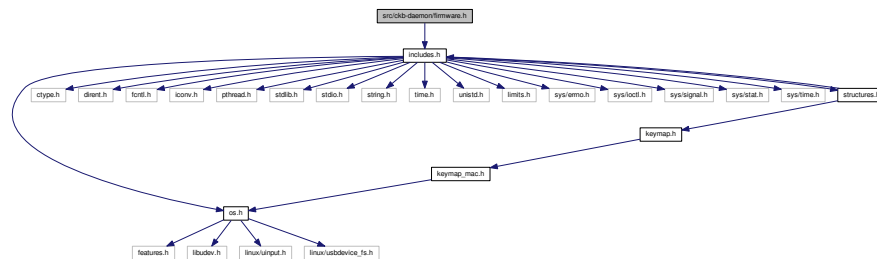 src/ckb-daemon/firmware.h
includes.h
ctype.h dirent.h fcntl.h iconv.h pthread.h stdlib.h stdio.h string.h time.h unistd.h limits.h sys/errno.h sys/ioctl.h sys/signal.h sys/stat.h sys/time.h structures.h
keymap.h
keymap_mac.h
os.h
features.h libudev.h linux/uinput.h linux/usbdevice_fs.h